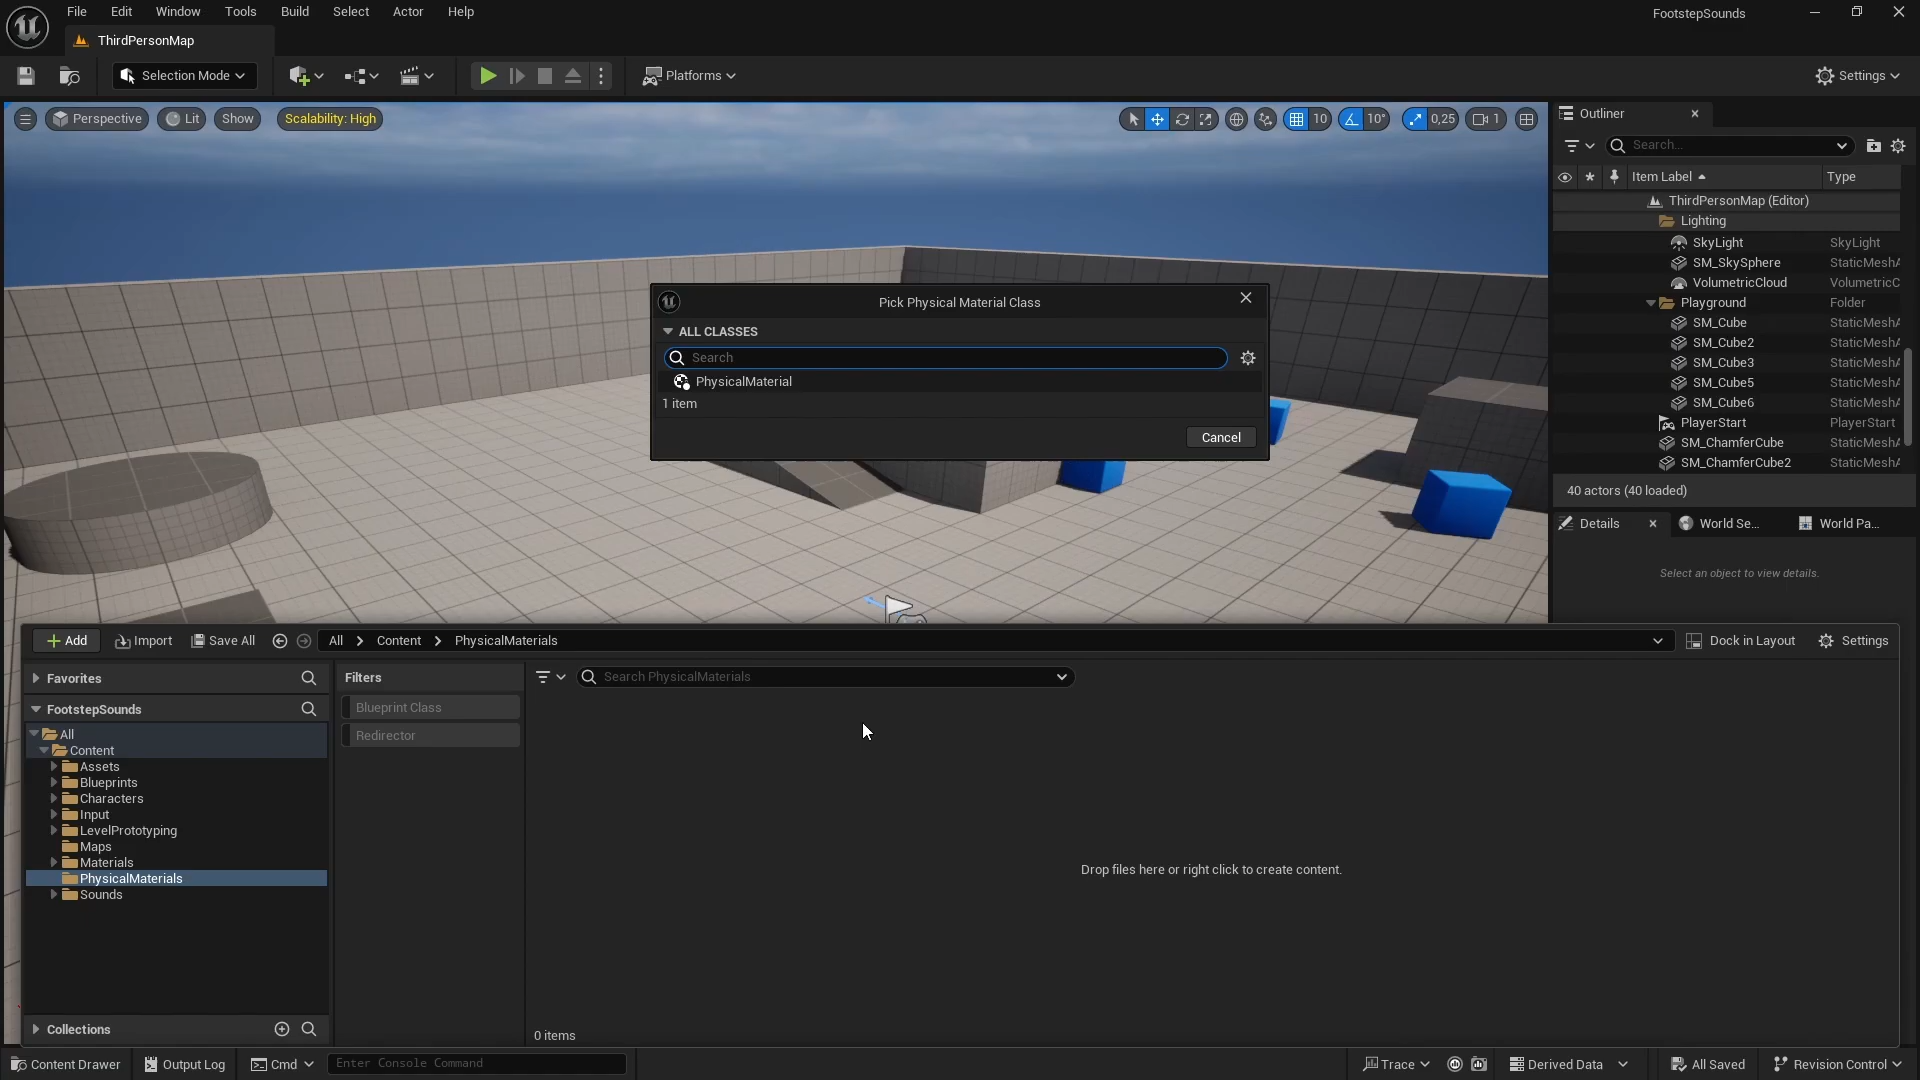 File Edit Window Tools Build Select Actor Help
FootstepSounds
ThirdPersonMap
Selection Mode
Platforms
Settings
Perspective Lit Show Scalability: High
10 10° 0,25 1
Outliner
Search...
Item Label Type
ThirdPersonMap (Editor)
Lighting
SkyLight SkyLight
SM_SkySphere StaticMeshA
VolumetricCloud VolumetricC
Playground Folder
SM_Cube StaticMeshA
SM_Cube2 StaticMeshA
SM_Cube3 StaticMeshA
SM_Cube5 StaticMeshA
SM_Cube6 StaticMeshA
PlayerStart PlayerStart
SM_ChamferCube StaticMeshA
SM_ChamferCube2 StaticMeshA
40 actors (40 loaded)
Details World Se... World Pa...
Select an object to view details.
Pick Physical Material Class
ALL CLASSES
Search
PhysicalMaterial
1 item
Cancel
Add Import Save All All Content PhysicalMaterials Dock in Layout Settings
Favorites
FootstepSounds
All
Content
Assets
Blueprints
Characters
Input
LevelPrototyping
Maps
Materials
PhysicalMaterials
Sounds
Collections
Filters
Blueprint Class
Redirector
Search PhysicalMaterials
Drop files here or right click to create content.
0 items
Content Drawer Output Log Cmd Enter Console Command Trace Derived Data All Saved Revision Control